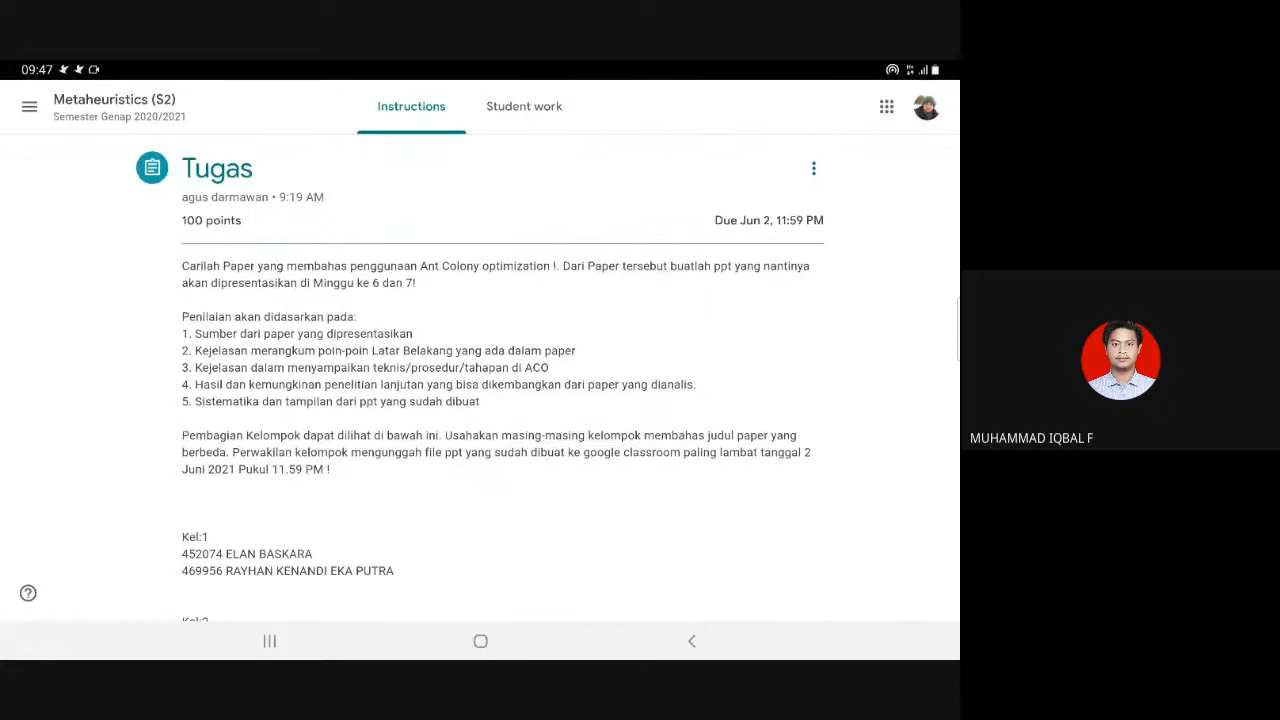 09:47
Metaheuristics (S2)
Semester Genap 2020/2021
Instructions
Student work
Tugas
agus darmawan • 9:19 AM
100 points
Due Jun 2, 11:59 PM
Carilah Paper yang membahas penggunaan Ant Colony optimization !. Dari Paper tersebut buatlah ppt yang nantinya
akan dipresentasikan di Minggu ke 6 dan 7!
Penilaian akan didasarkan pada:
1. Sumber dari paper yang dipresentasikan
2. Kejelasan merangkum poin-poin Latar Belakang yang ada dalam paper
3. Kejelasan dalam menyampaikan teknis/prosedur/tahapan di ACO
4. Hasil dan kemungkinan penelitian lanjutan yang bisa dikembangkan dari paper yang dianalis.
5. Sistematika dan tampilan dari ppt yang sudah dibuat
Pembagian Kelompok dapat dilihat di bawah ini. Usahakan masing-masing kelompok membahas judul paper yang
berbeda. Perwakilan kelompok mengunggah file ppt yang sudah dibuat ke google classroom paling lambat tanggal 2
Juni 2021 Pukul 11.59 PM !
Kel:1
452074 ELAN BASKARA
469956 RAYHAN KENANDI EKA PUTRA
Kel:2
MUHAMMAD IQBAL F